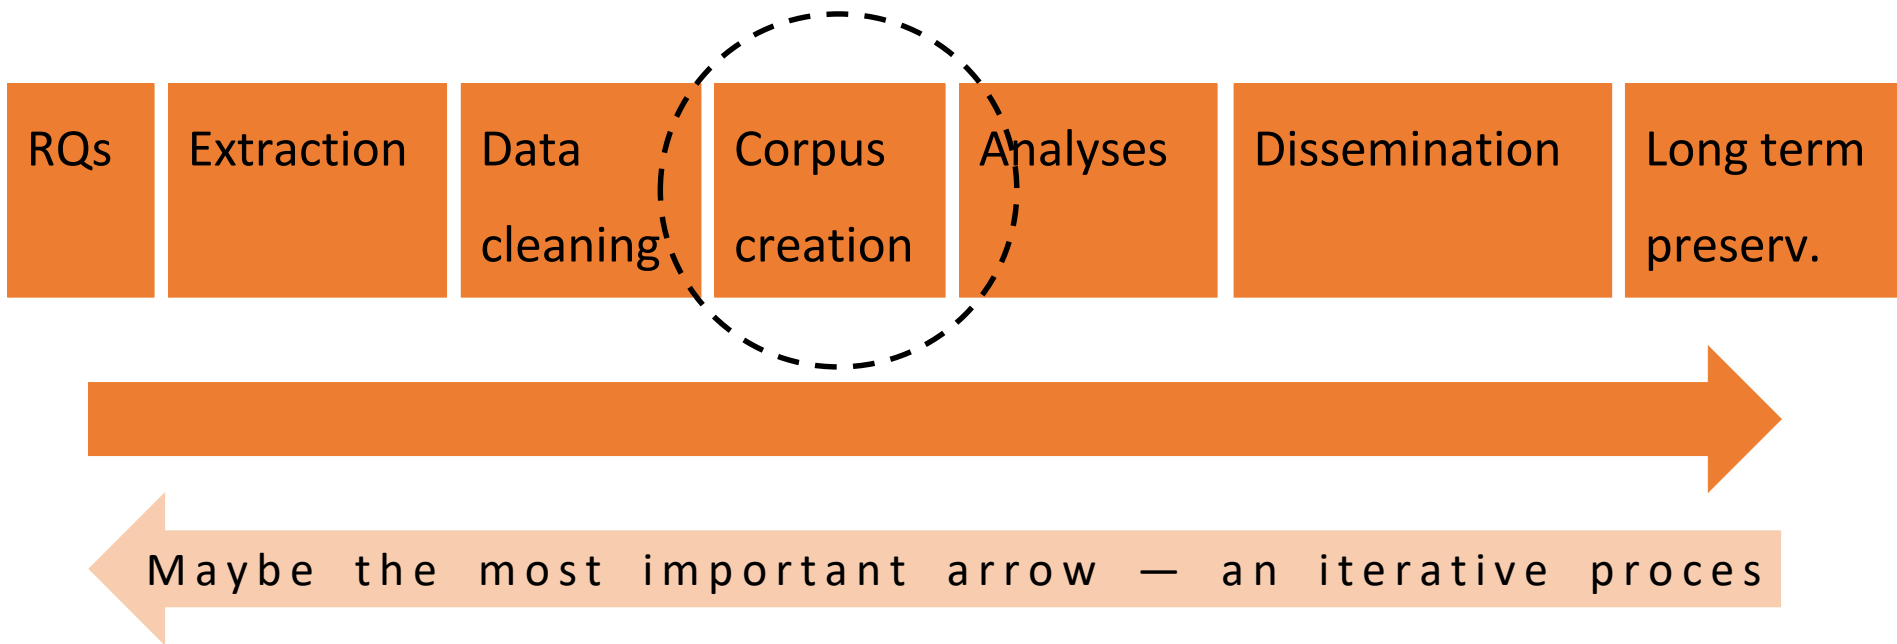 RQs
Extraction
Data
cleaning
Corpus
creation
Analyses
Dissemination
Long term
preserv.
Maybe the most important arrow — an iterative proces